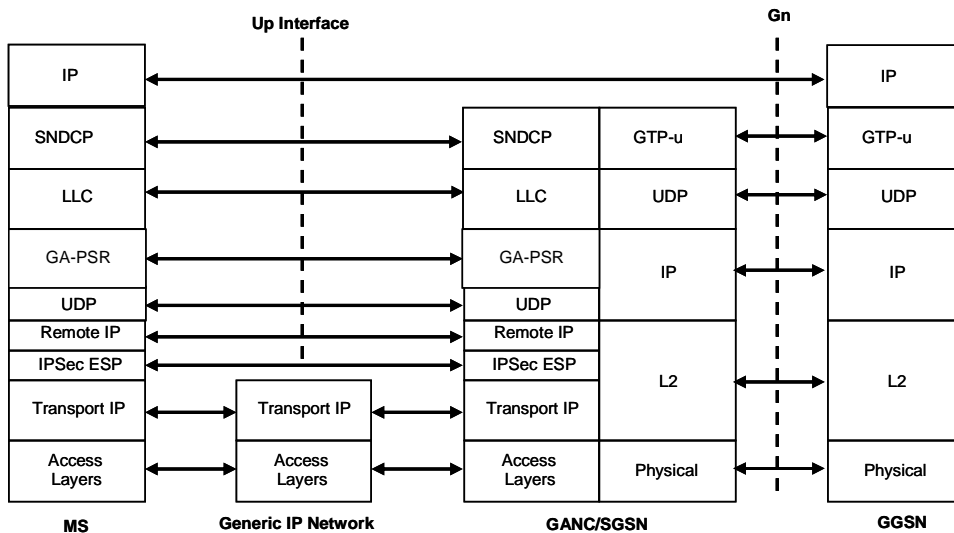 Up Interface
Gn
IP
IP
SNDCP
SNDCP
GTP-u
GTP-u
LLC
LLC
UDP
UDP
GA-PSR
GA-PSR
IP
IP
UDP
UDP
Remote IP
Remote IP
IPSec ESP
IPSec ESP
L2
L2
Transport IP
Transport IP
Transport IP
Access
Layers
Access
Layers
Access
Layers
Physical
Physical
MS
Generic IP Network
GANC/SGSN
GGSN